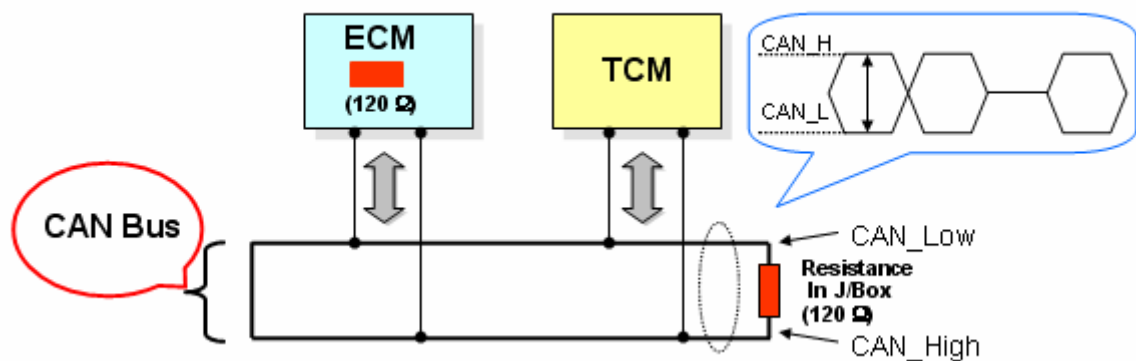 ECM
(120 Ω)
TCM
CAN_H
CAN_L
CAN Bus
CAN_Low
Resistance
In J/Box
(120 Ω)
CAN_High